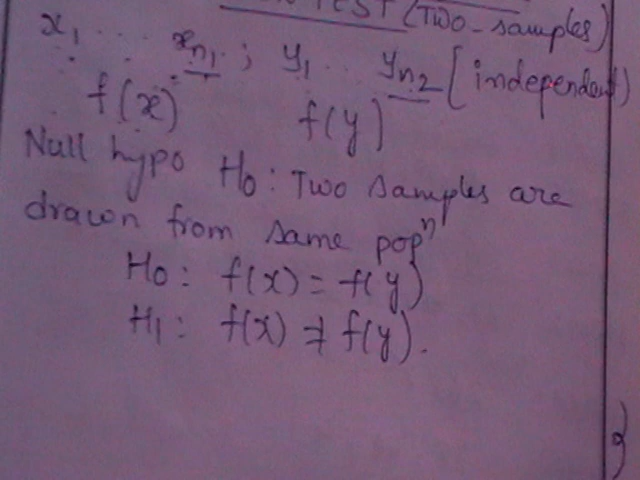 TEST (Two-samples)
x₁ ... xₙ₁ ; y₁ ... yₙ₂ [independent)
f(x) f(y)
Null hypo H₀: Two samples are
drawn from same popⁿ
H₀: f(x) = f(y)
H₁: f(x) ≠ f(y).